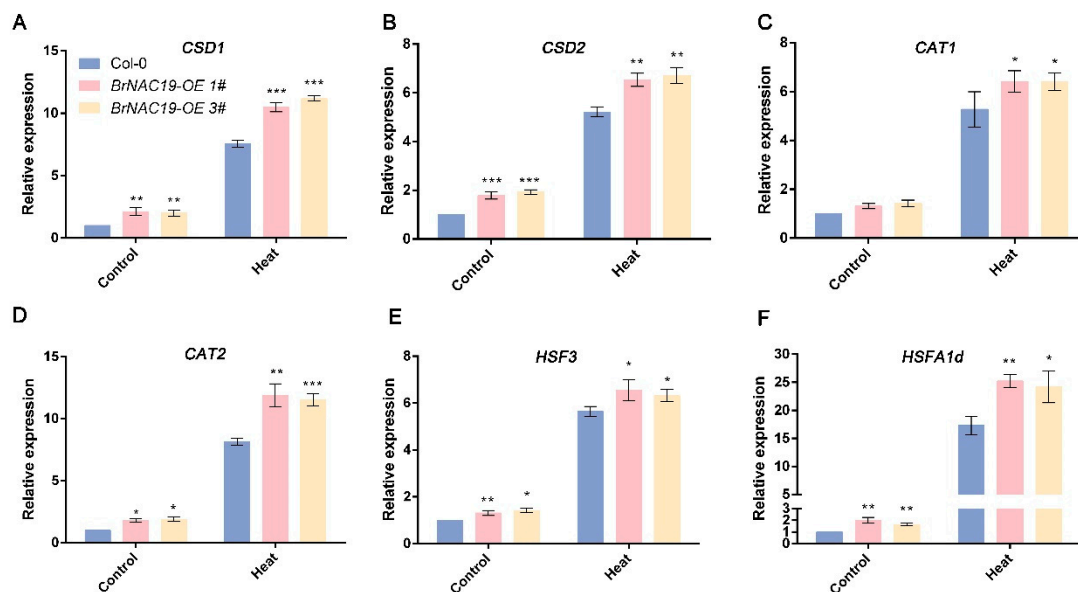 A
CSD1
Relative expression
15
10
5
0
Col-0
BrNAC19-OE 1#
BrNAC19-OE 3#
** **
*** ***
Control
Heat
B
CSD2
Relative expression
8
6
4
2
0
*** ***
** **
Control
Heat
C
CAT1
Relative expression
8
6
4
2
0
* *
Control
Heat
D
CAT2
Relative expression
15
10
5
0
* *
** ***
Control
Heat
E
HSF3
Relative expression
8
6
4
2
0
** *
* *
Control
Heat
F
HSFA1d
Relative expression
30
25
20
15
10
5
3
2
1
0
** **
** *
Control
Heat